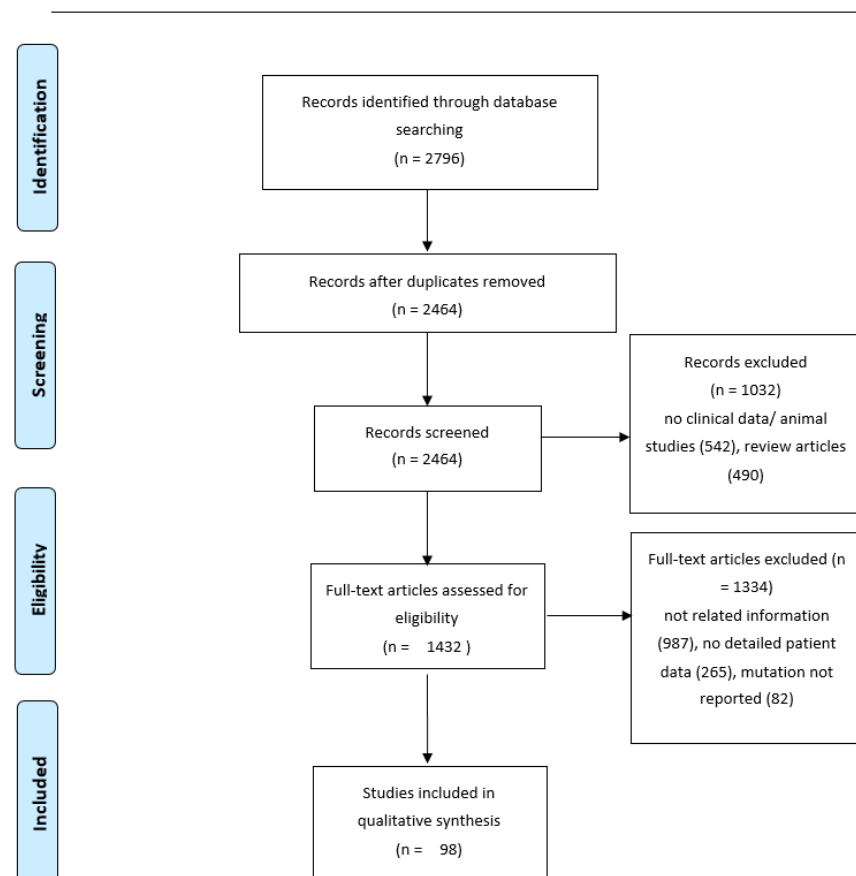 Identification
Records identified through database
searching
(n = 2796)
Screening
Records after duplicates removed
(n = 2464)
Records screened
(n = 2464)
Records excluded
(n = 1032)
no clinical data/ animal
studies (542), review articles
(490)
Eligibility
Full-text articles assessed for
eligibility
(n = 1432 )
Full-text articles excluded (n
= 1334)
not related information
(987), no detailed patient
data (265), mutation not
reported (82)
Included
Studies included in
qualitative synthesis
(n = 98)